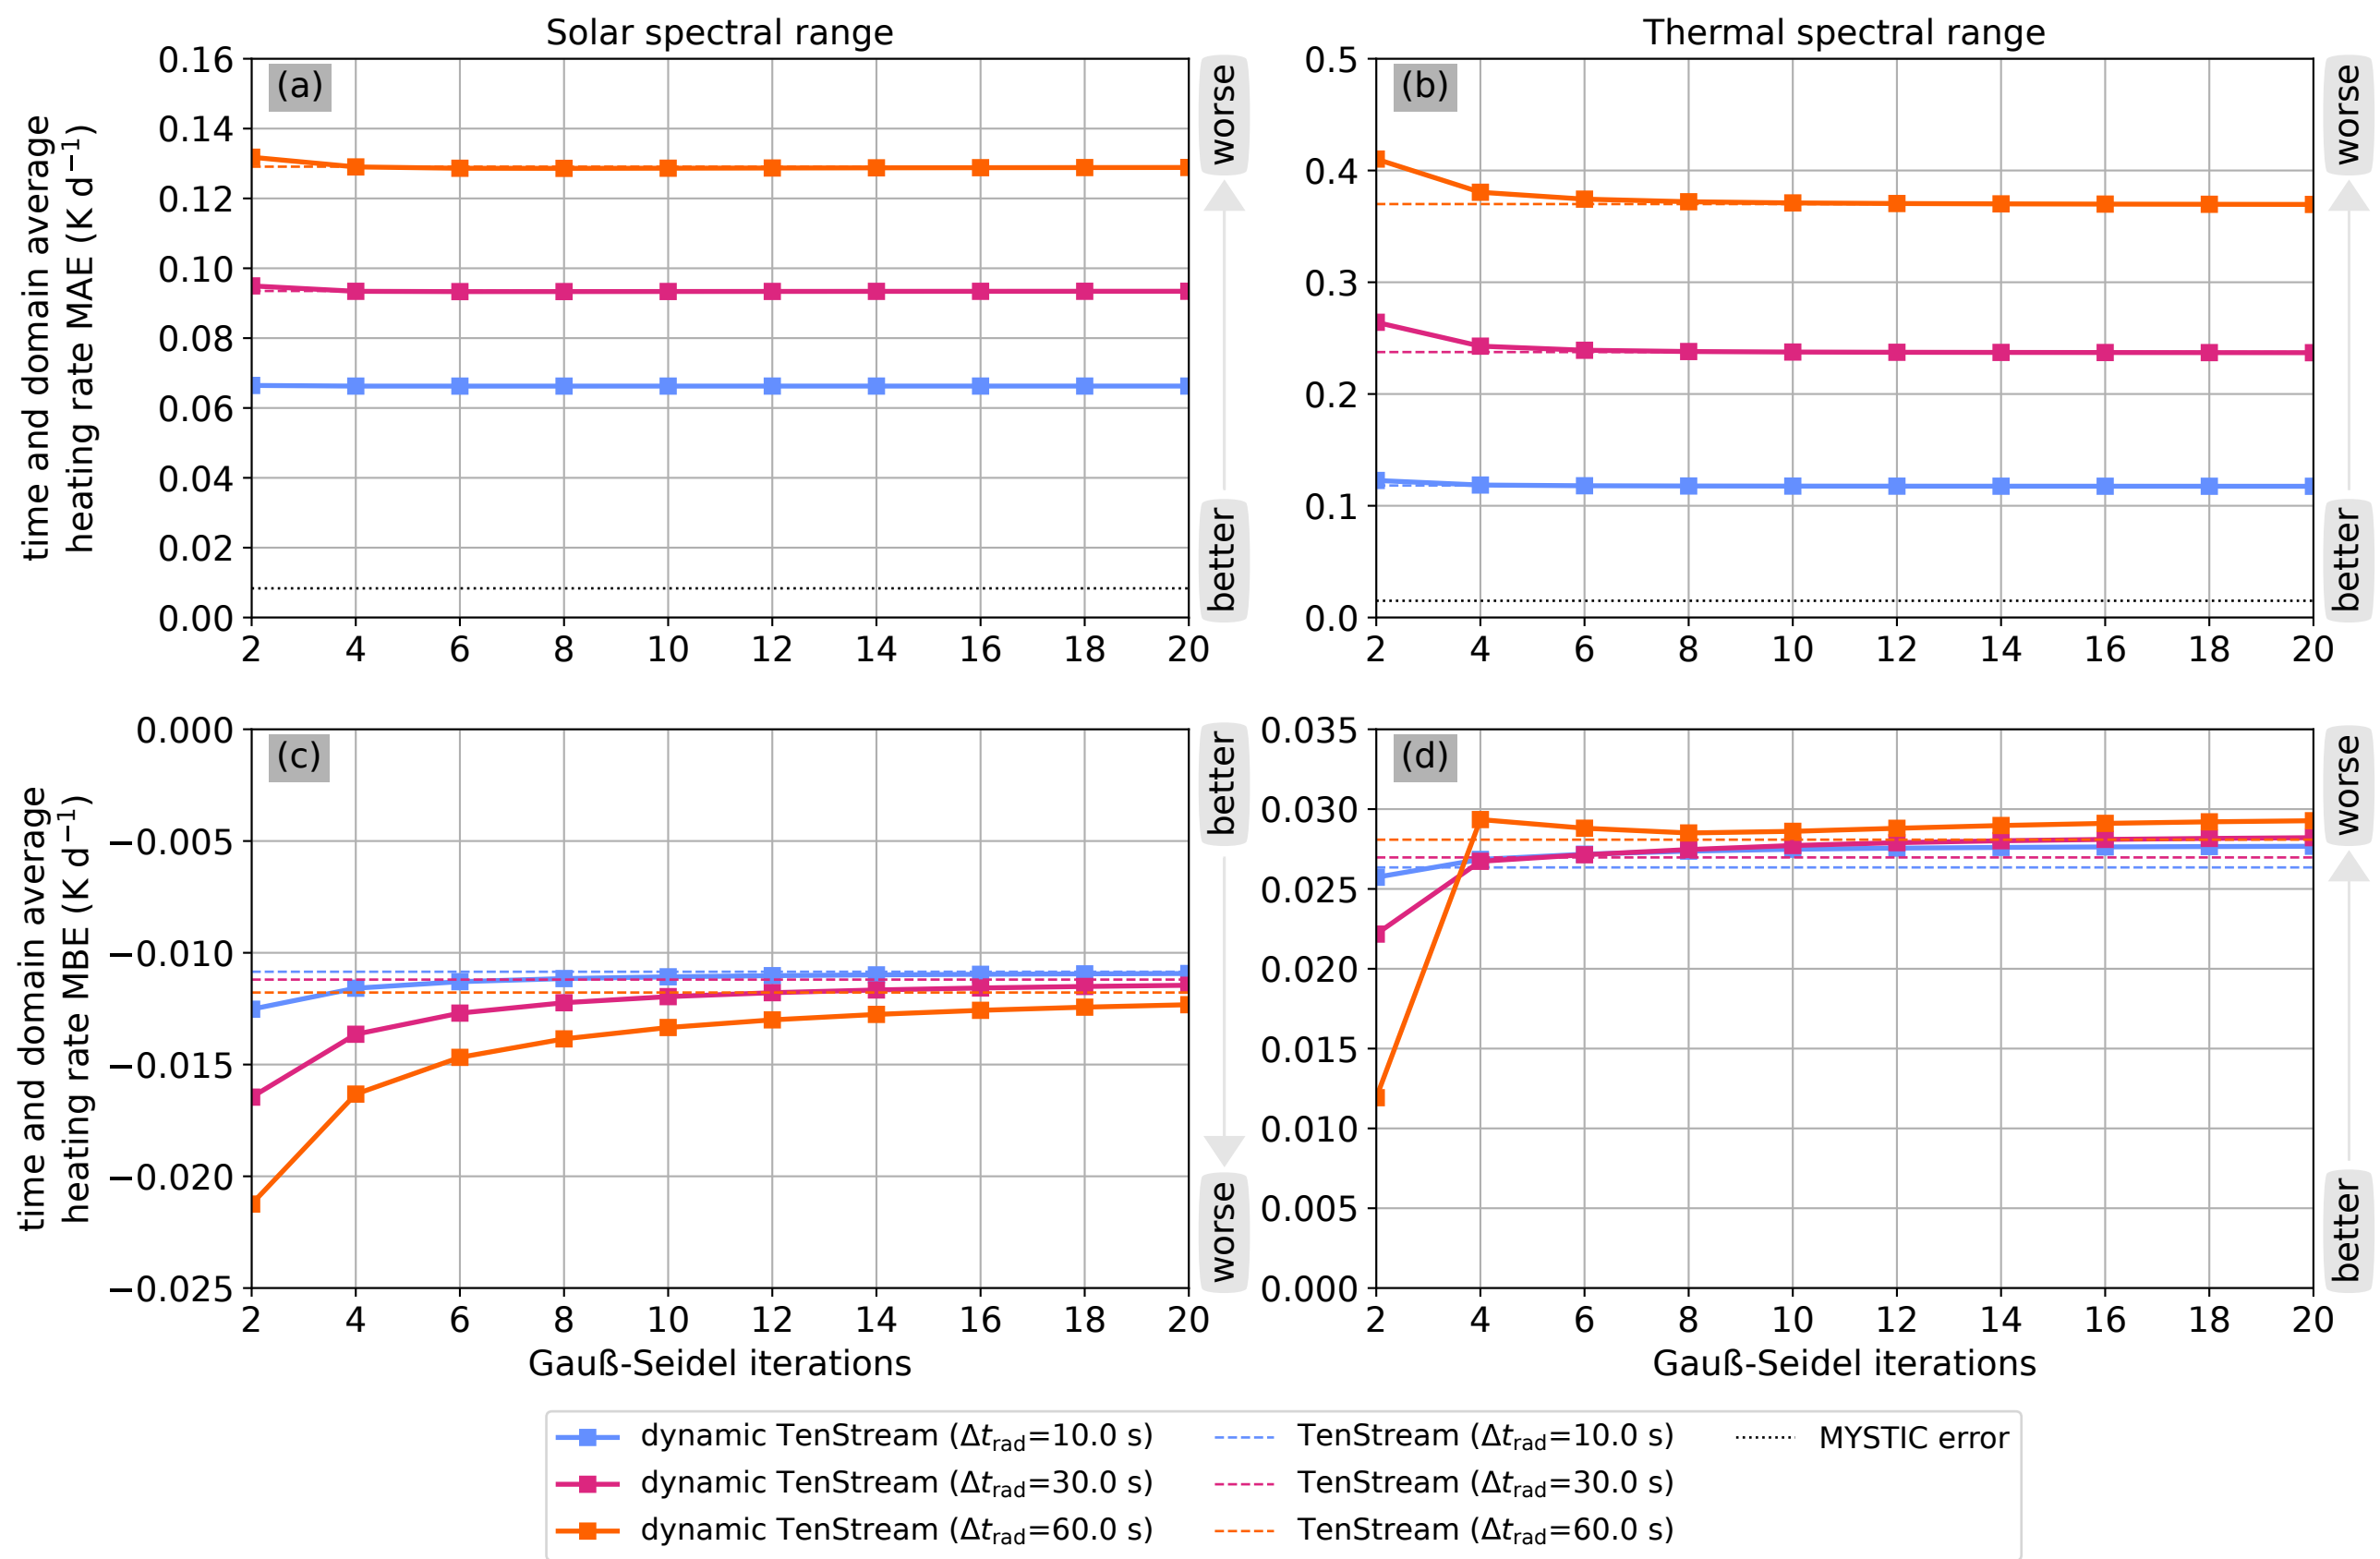 Solar spectral range
Thermal spectral range
(a)
0.16
0.14
0.12
0.10
0.08
0.06
0.04
0.02
0.00
time and domain average
heating rate MAE (K d⁻¹)
2 4 6 8 10 12 14 16 18 20
worse
better
(b)
0.5
0.4
0.3
0.2
0.1
0.0
2 4 6 8 10 12 14 16 18 20
worse
better
(c)
0.000
−0.005
−0.010
−0.015
−0.020
−0.025
time and domain average
heating rate MBE (K d⁻¹)
2 4 6 8 10 12 14 16 18 20
Gauß-Seidel iterations
better
worse
(d)
0.035
0.030
0.025
0.020
0.015
0.010
0.005
0.000
2 4 6 8 10 12 14 16 18 20
Gauß-Seidel iterations
worse
better
dynamic TenStream (Δt_rad=10.0 s)
dynamic TenStream (Δt_rad=30.0 s)
dynamic TenStream (Δt_rad=60.0 s)
TenStream (Δt_rad=10.0 s)
TenStream (Δt_rad=30.0 s)
TenStream (Δt_rad=60.0 s)
MYSTIC error